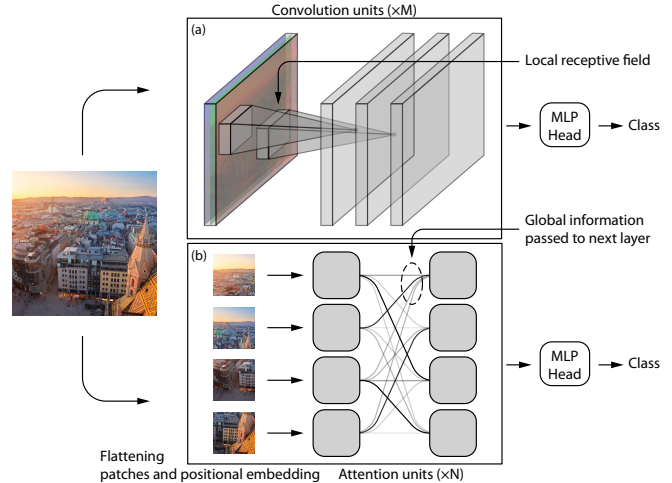 Convolution units (×M)
(a)
Local receptive field
MLP
Head
Class
Global information
passed to next layer
(b)
MLP
Head
Class
Flattening
patches and positional embedding
Attention units (×N)